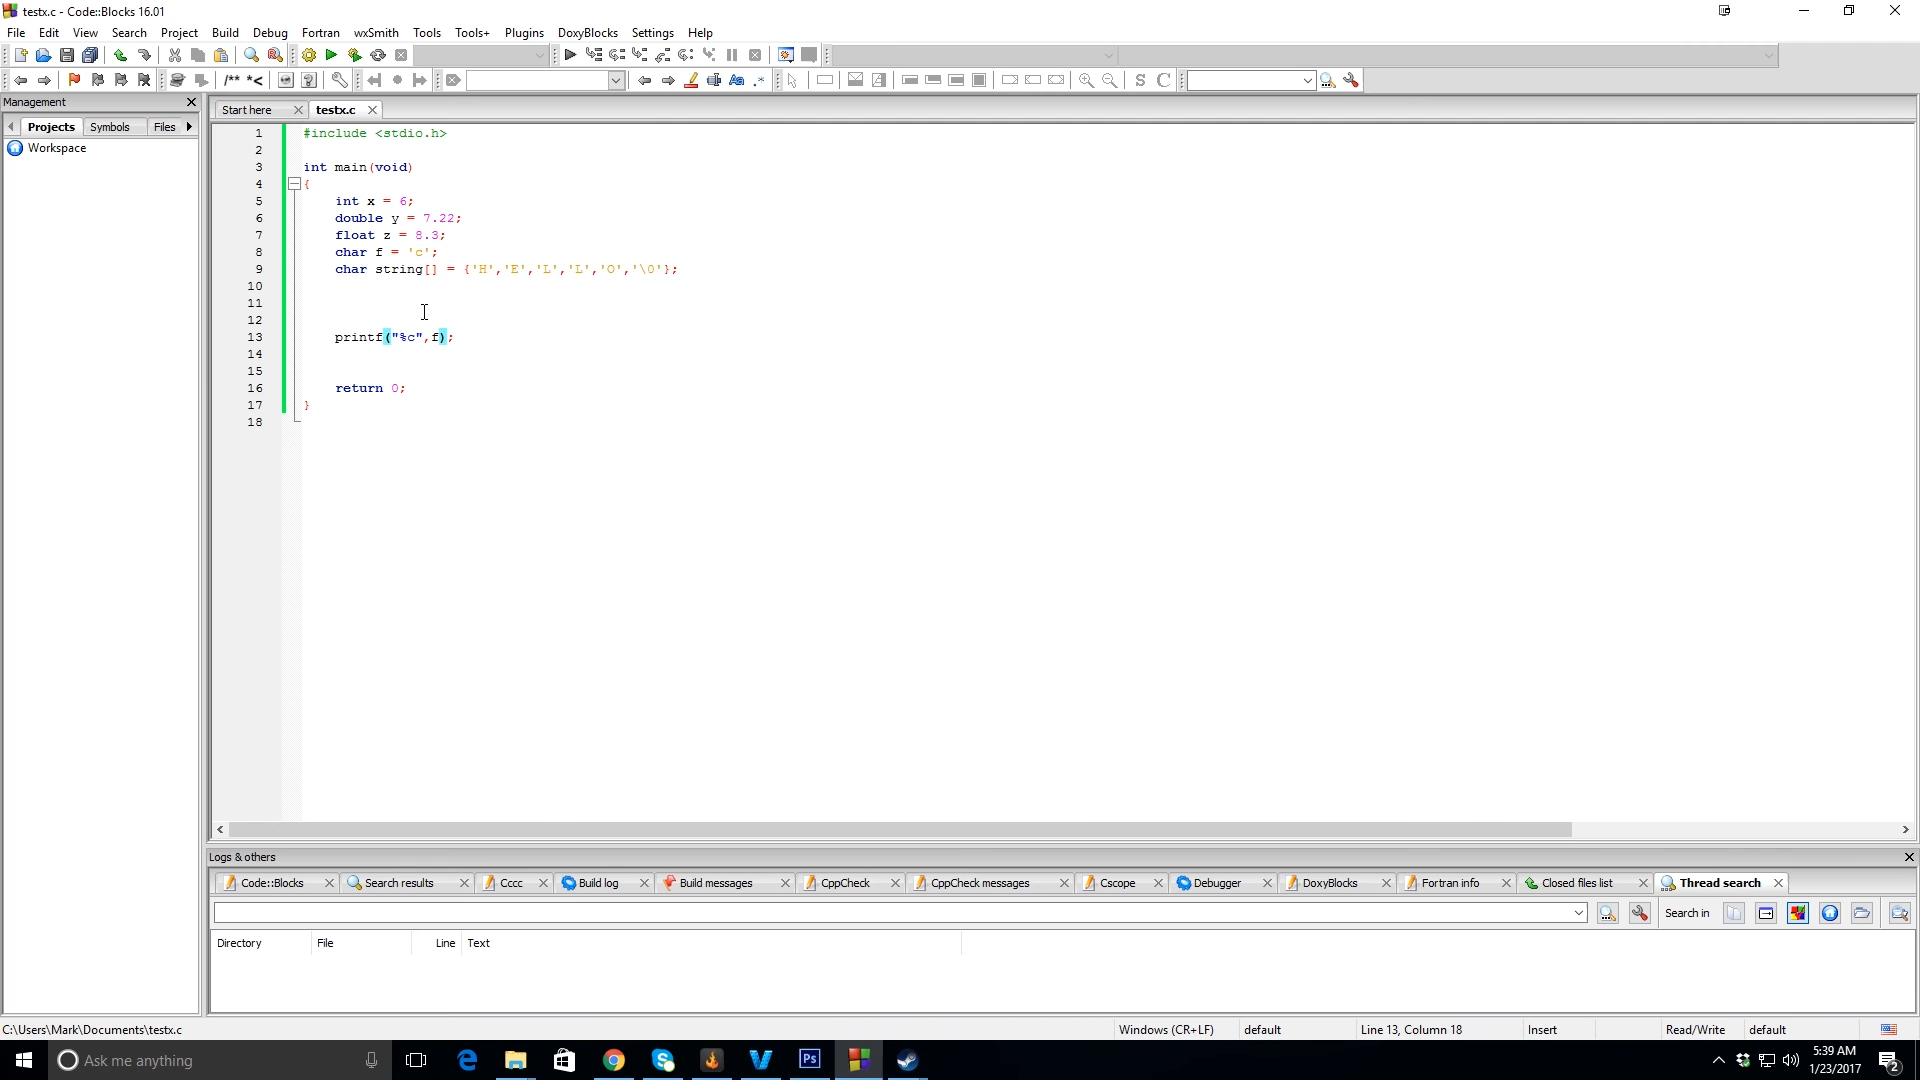 testx.c - Code::Blocks 16.01
File Edit View Search Project Build Debug Fortran wxSmith Tools Tools+ Plugins DoxyBlocks Settings Help
/** *< 
Aa .* S C
Management
Start here testx.c
Projects Symbols Files
Workspace
1 #include <stdio.h>
2
3 int main(void)
4 {
5 int x = 6;
6 double y = 7.22;
7 float z = 8.3;
8 char f = 'c';
9 char string[] = {'H','E','L','L','O','\0'};
10
11
12
13 printf("%c",f);
14
15
16 return 0;
17 }
18
Logs & others
Code::Blocks Search results Cccc Build log Build messages CppCheck CppCheck messages Cscope Debugger DoxyBlocks Fortran info Closed files list Thread search
Search in
Directory File Line Text
C:\Users\Mark\Documents\testx.c Windows (CR+LF) default Line 13, Column 18 Insert Read/Write default
Ask me anything Ps 5:39 AM
1/23/2017 2